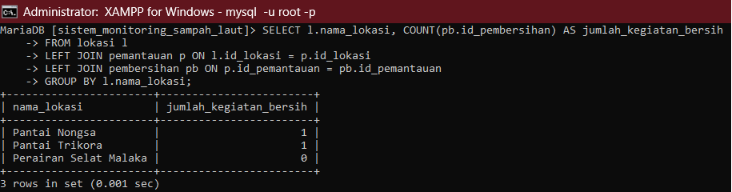 Administrator: XAMPP for Windows - mysql -u root -p
MariaDB [sistem_monitoring_sampah_laut]> SELECT l.nama_lokasi, COUNT(pb.id_pembersihan) AS jumlah_kegiatan_bersih
    -> FROM lokasi l
    -> LEFT JOIN pemantauan p ON l.id_lokasi = p.id_lokasi
    -> LEFT JOIN pembersihan pb ON p.id_pemantauan = pb.id_pemantauan
    -> GROUP BY l.nama_lokasi;
+-----------------------+------------------------+
| nama_lokasi           | jumlah_kegiatan_bersih |
+-----------------------+------------------------+
| Pantai Nongsa         |                      1 |
| Pantai Trikora        |                      1 |
| Perairan Selat Malaka |                      0 |
+-----------------------+------------------------+
3 rows in set (0.001 sec)